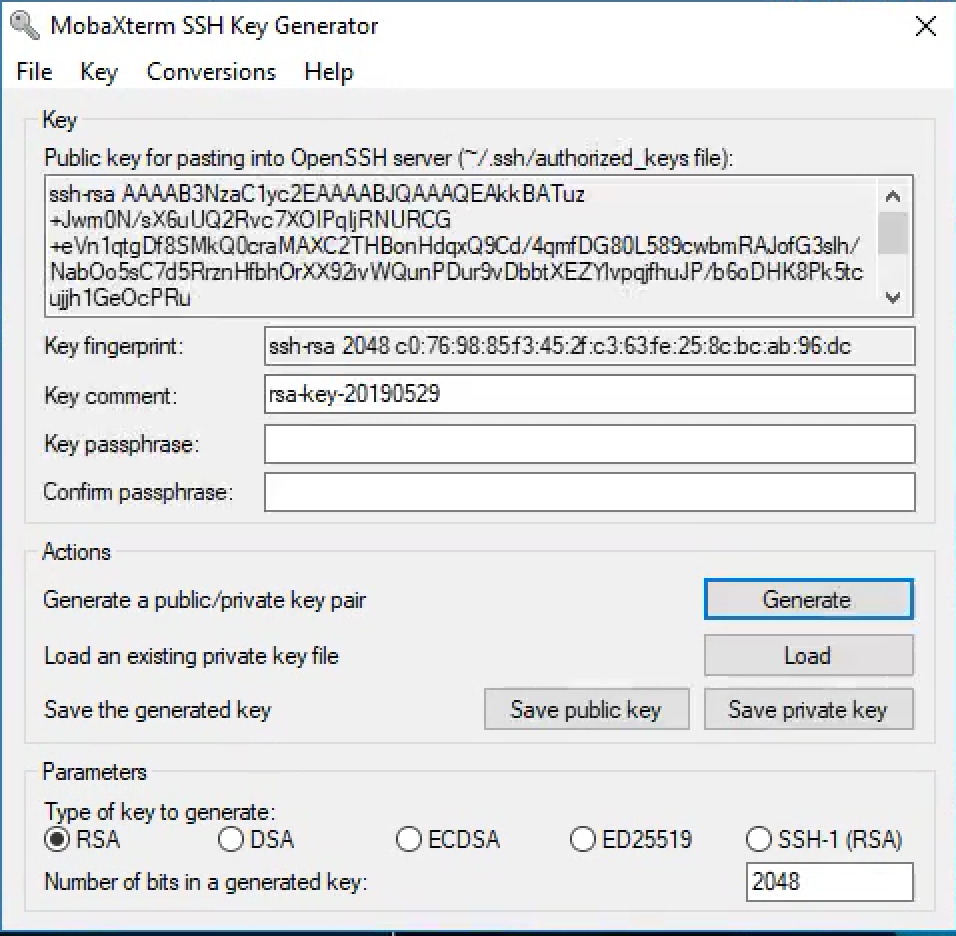 MobaXterm SSH Key Generator
File Key Conversions Help
Key
Public key for pasting into OpenSSH server (~/.ssh/authorized_keys file):
ssh-rsa AAAAB3NzaC1yc2EAAAABJQAAAQEAkkBATuz
+Jwm0N/sX6uUQ2Rvc7XOIPqIjRNURCG
+eVn1qtgDf8SMkQ0craMAXC2THBonHdqxQ9Cd/4qmfDG80L589cwbmRAJofG3slh/
NabOo5sC7d5RrznHfbhOrXX92ivWQunPDur9vDbbtXEZYlvpqjfhuJP/b6oDHK8Pk5tc
ujjh1GeOcPRu
Key fingerprint: ssh-rsa 2048 c0:76:98:85:f3:45:2f:c3:63:fe:25:8c:bc:ab:96:dc
Key comment: rsa-key-20190529
Key passphrase:
Confirm passphrase:
Actions
Generate a public/private key pair Generate
Load an existing private key file Load
Save the generated key Save public key Save private key
Parameters
Type of key to generate:
RSA DSA ECDSA ED25519 SSH-1 (RSA)
Number of bits in a generated key: 2048